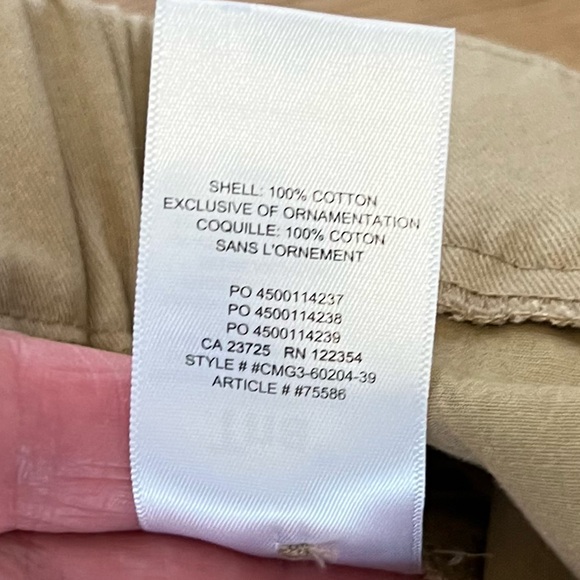 SHELL: 100% COTTON
EXCLUSIVE OF ORNAMENTATION
COQUILLE: 100% COTON
SANS L'ORNEMENT
PO 4500114237
PO 4500114238
PO 4500114239
CA 23725 RN 122354
STYLE # #CMG3-60204-39
ARTICLE # #75586